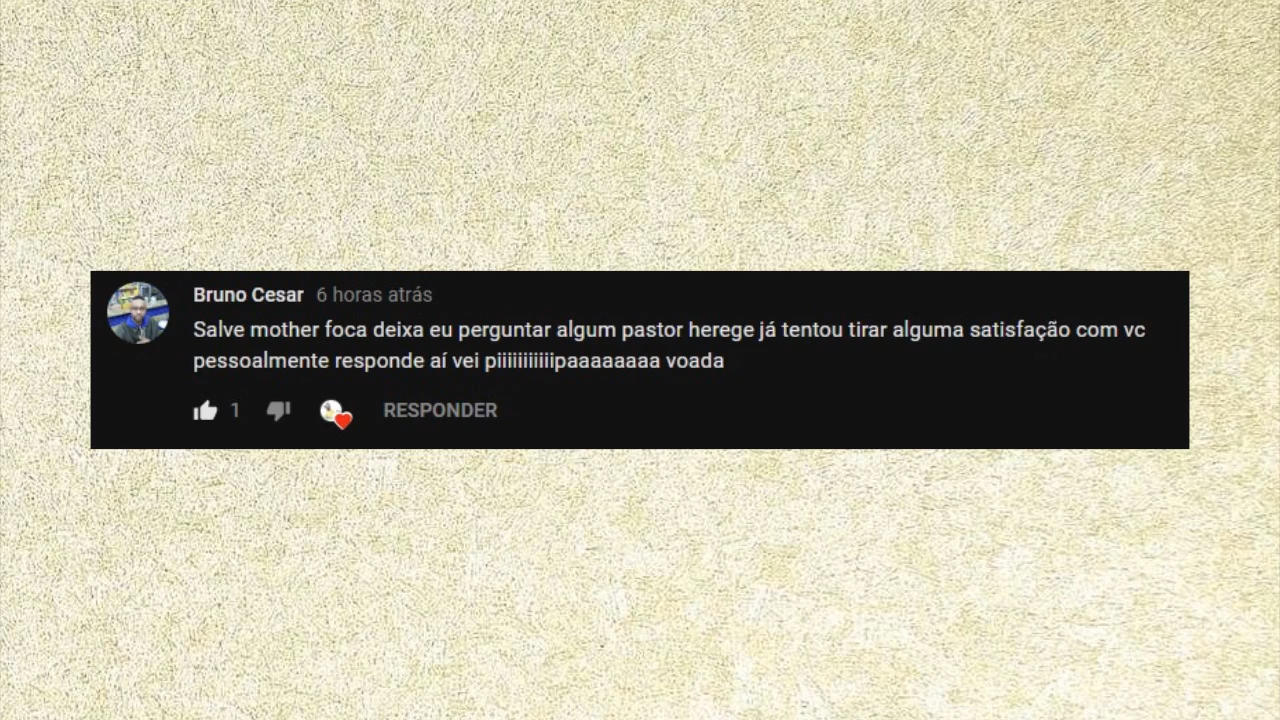 Bruno Cesar 6 horas atrás
Salve mother foca deixa eu perguntar algum pastor herege já tentou tirar alguma satisfação com vc
pessoalmente responde aí vei piiiiiiiiiiipaaaaaaaaa voada
1 RESPONDER